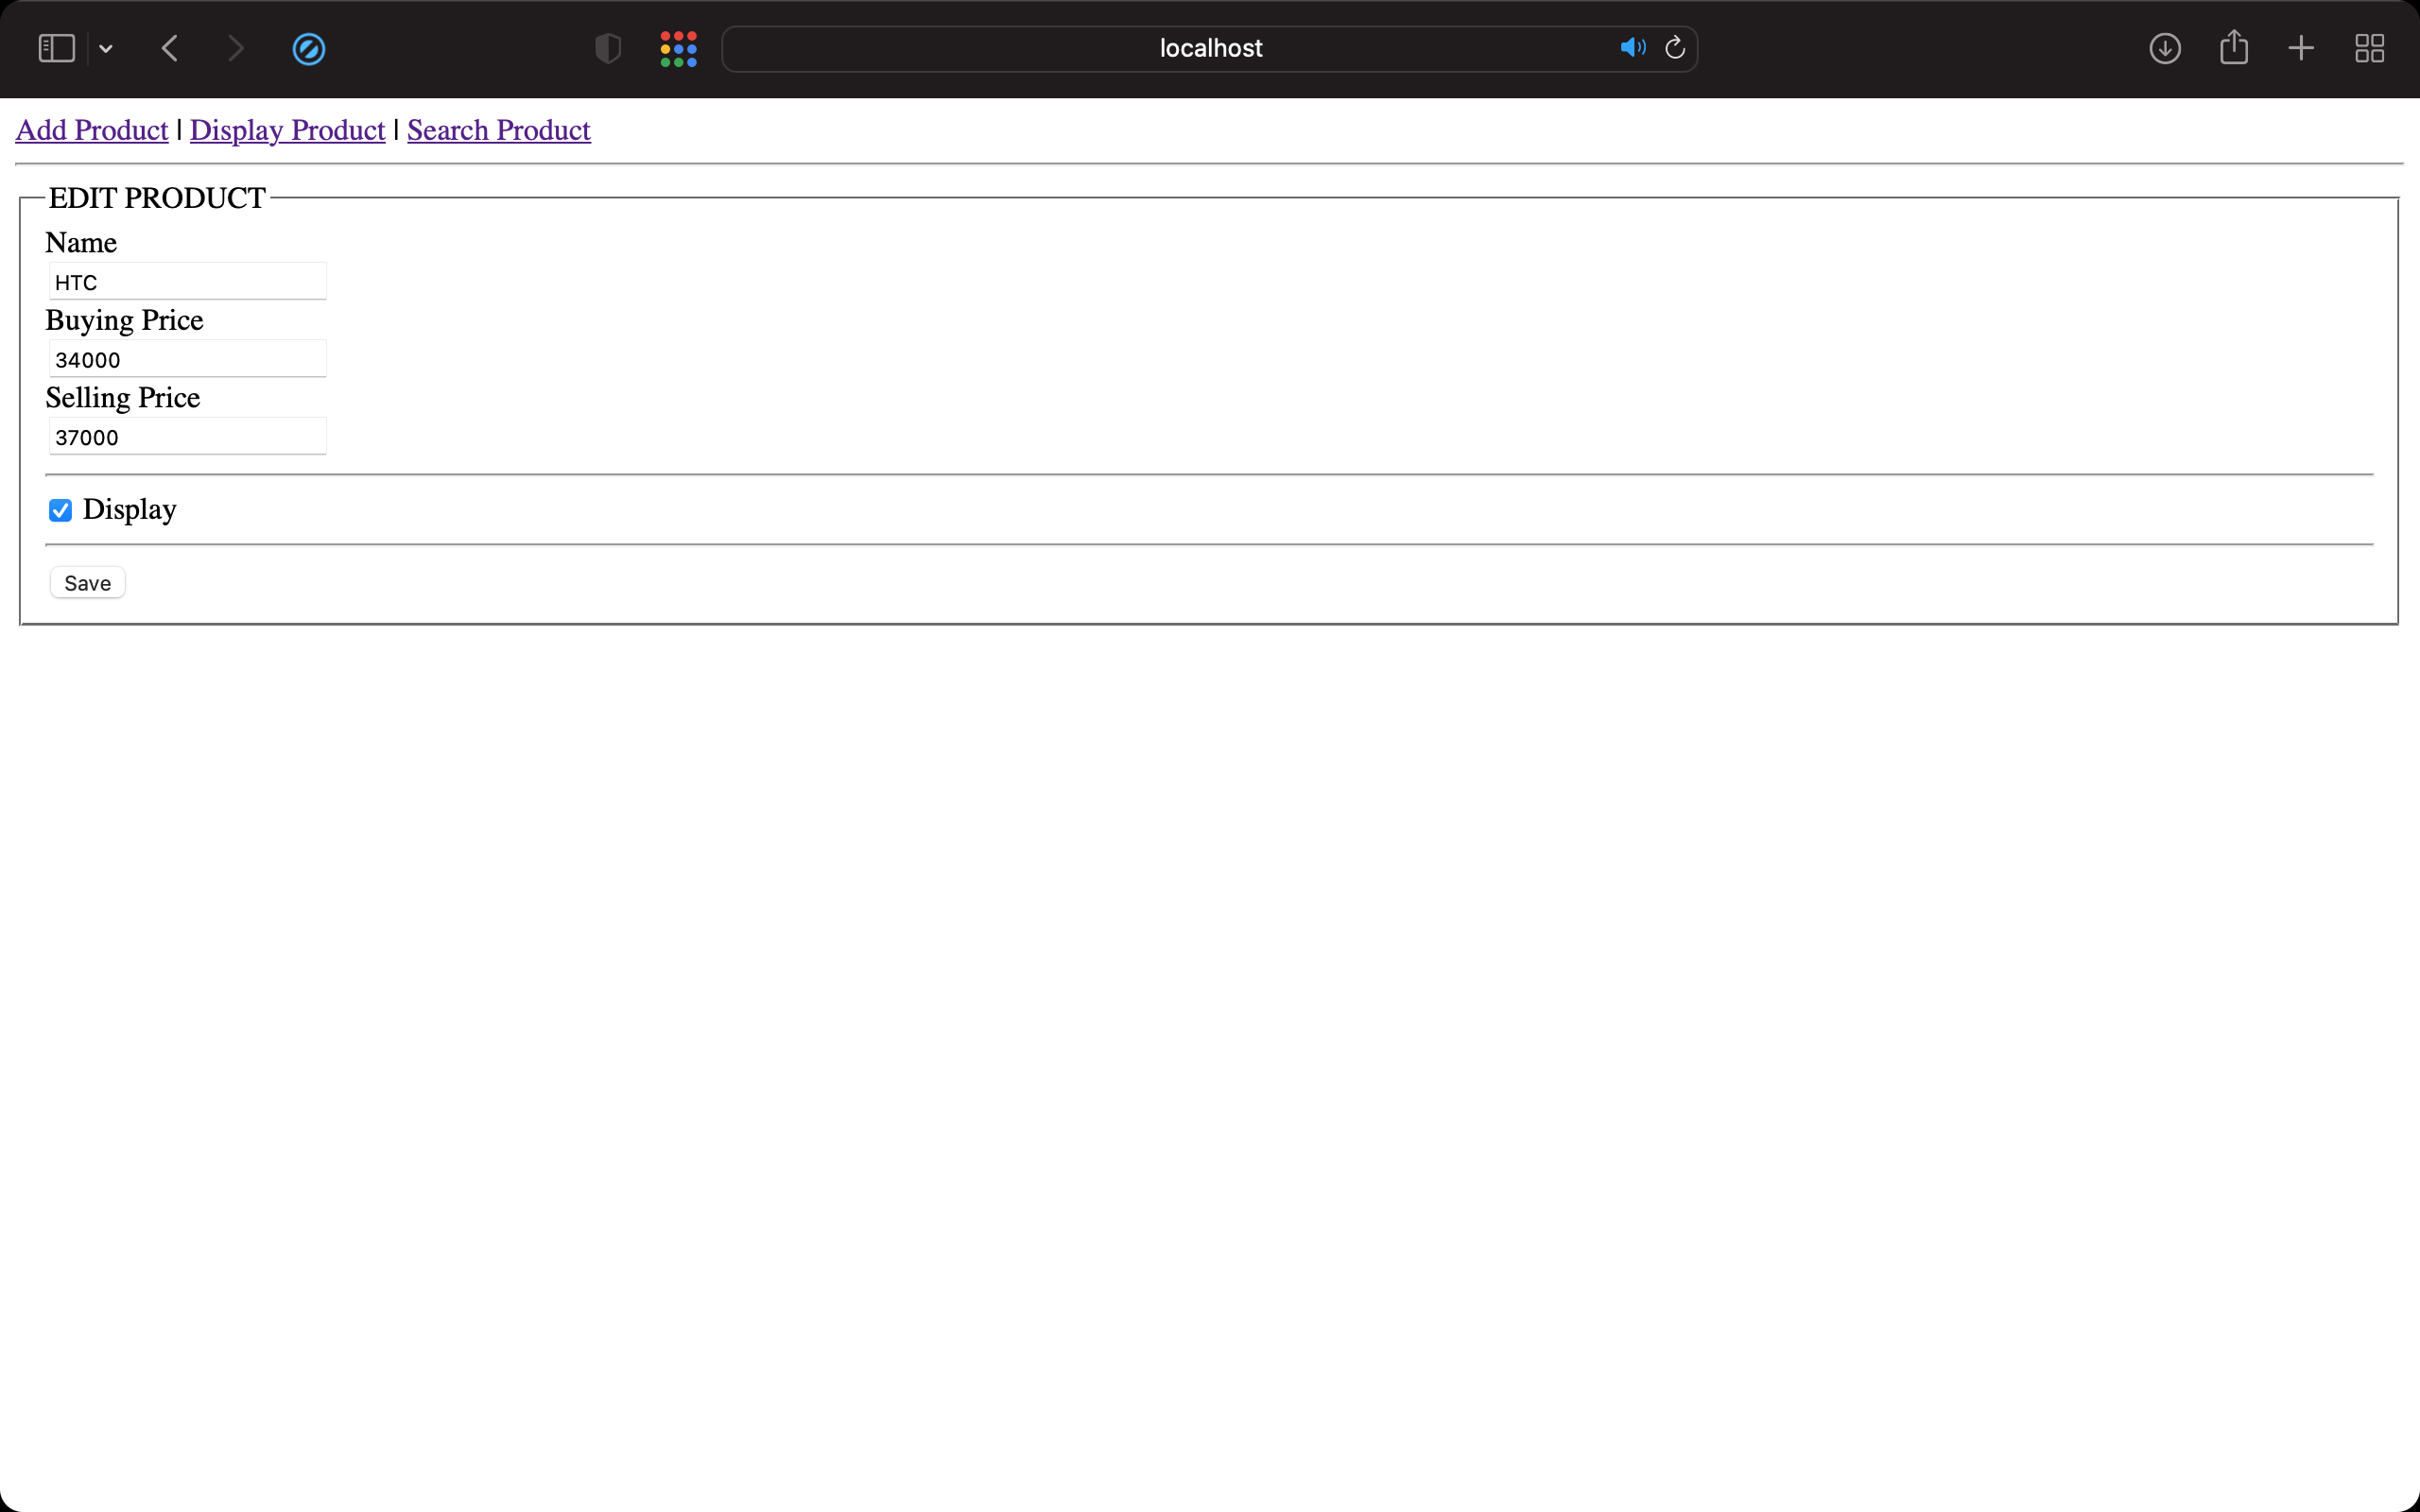 localhost
Add Product | Display Product | Search Product
EDIT PRODUCT
Name
HTC
Buying Price
34000
Selling Price
37000
Display
Save